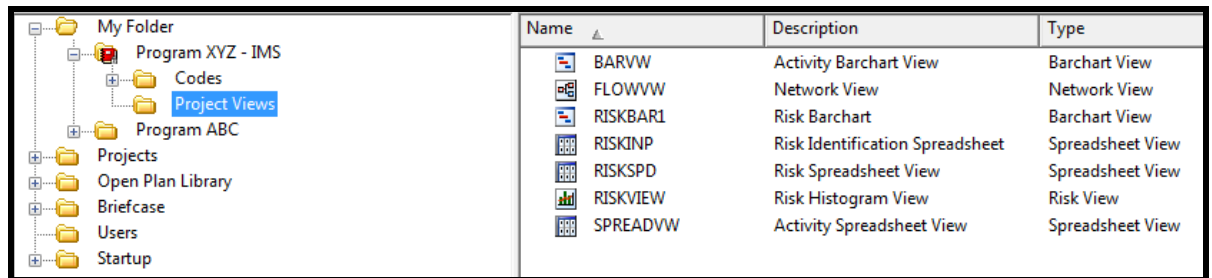 My Folder
Program XYZ - IMS
Codes
Project Views
Program ABC
Projects
Open Plan Library
Briefcase
Users
Startup
Name Description Type
BARVW Activity Barchart View Barchart View
FLOWVW Network View Network View
RISKBAR1 Risk Barchart Barchart View
RISKINP Risk Identification Spreadsheet Spreadsheet View
RISKSPD Risk Spreadsheet View Spreadsheet View
RISKVIEW Risk Histogram View Risk View
SPREADVW Activity Spreadsheet View Spreadsheet View